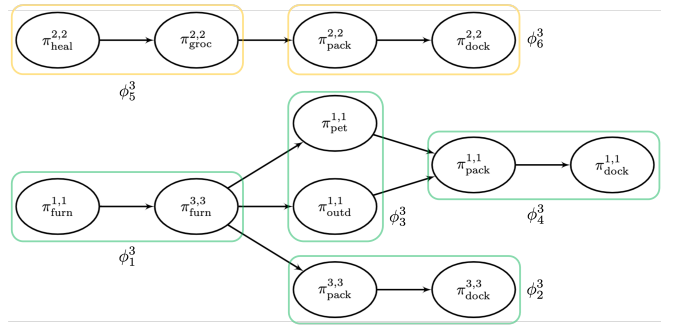 π^{2,2}_{heal} π^{2,2}_{groc} π^{2,2}_{pack} π^{2,2}_{dock} ϕ^3_6
ϕ^3_5
π^{1,1}_{pet}
π^{1,1}_{pack} π^{1,1}_{dock}
π^{1,1}_{furn} π^{3,3}_{furn} π^{1,1}_{outd} ϕ^3_3 ϕ^3_4
ϕ^3_1
π^{3,3}_{pack} π^{3,3}_{dock} ϕ^3_2